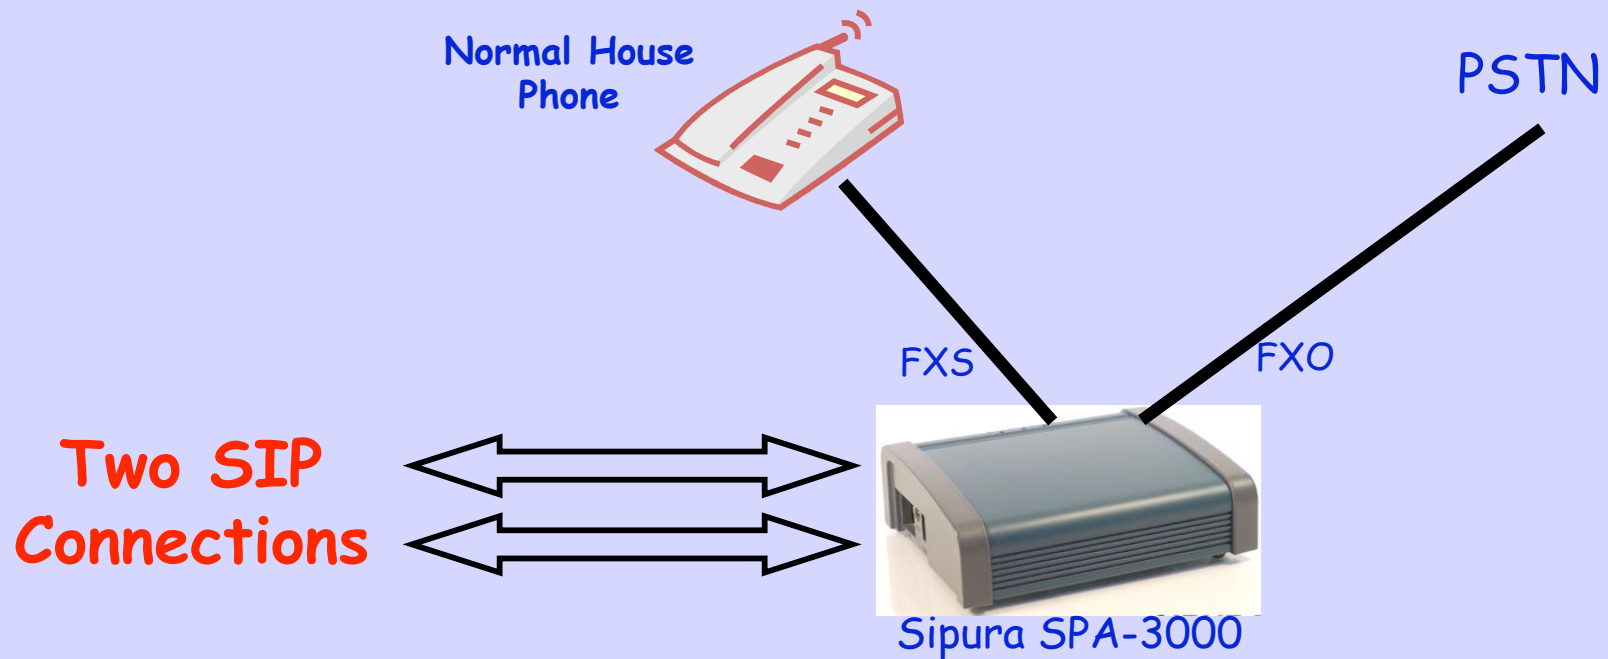 Normal House
Phone
PSTN
FXS
FXO
Two SIP
Connections
Sipura SPA-3000